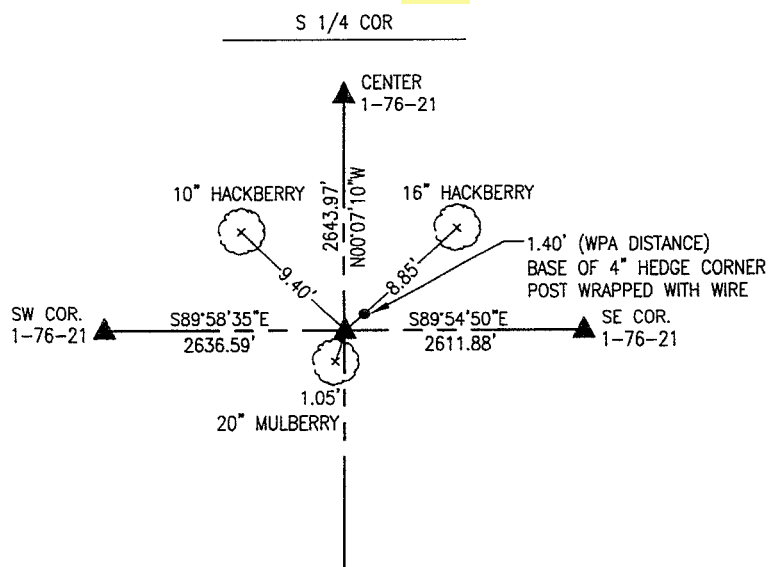 S 1/4 COR
CENTER
1-76-21
10" HACKBERRY
2643.97'
N00°07'10"W
16" HACKBERRY
9.40'
8.85'
1.40' (WPA DISTANCE)
BASE OF 4" HEDGE CORNER
POST WRAPPED WITH WIRE
SW COR.
1-76-21
S89°58'35"E
2636.59'
S89°54'50"E
2611.88'
SE COR.
1-76-21
1.05'
20" MULBERRY